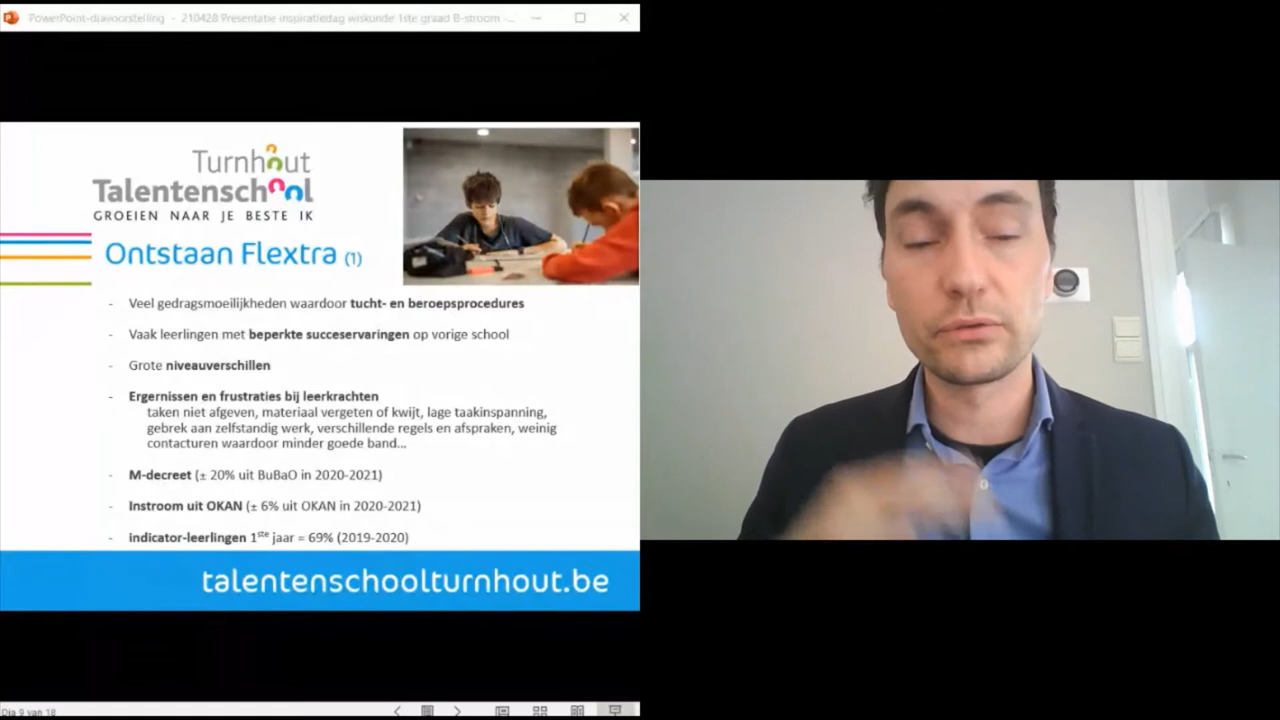 PowerPoint-diavoorstelling - 210428 Presentatie inspiratiedag wiskunde 1ste graad B-stroom -...
Turnhout
Talentenschool
GROEIEN NAAR JE BESTE IK
Ontstaan Flextra (1)
- Veel gedragsmoeilijkheden waardoor tucht- en beroepsprocedures
- Vaak leerlingen met beperkte succeservaringen op vorige school
- Grote niveauverschillen
- Ergernissen en frustraties bij leerkrachten
taken niet afgeven, materiaal vergeten of kwijt, lage taakinspanning,
gebrek aan zelfstandig werk, verschillende regels en afspraken, weinig
contacturen waardoor minder goede band...
- M-decreet (± 20% uit BuBaO in 2020-2021)
- Instroom uit OKAN (± 6% uit OKAN in 2020-2021)
- indicator-leerlingen 1ste jaar = 69% (2019-2020)
talentenschoolturnhout.be
Dia 9 van 18